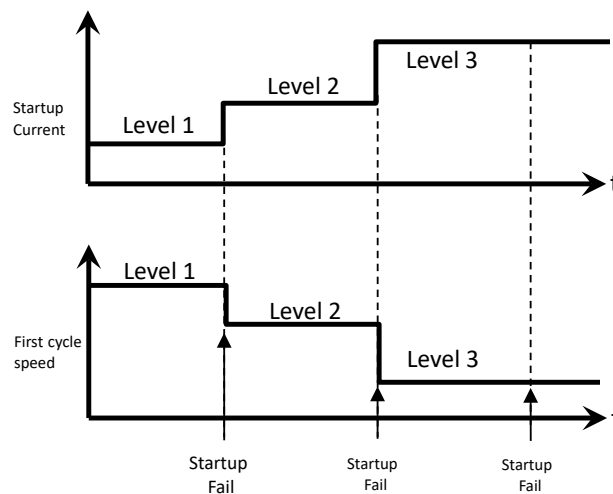 Level 3
Level 2
Startup
Current
Level 1
t
Level 1
Level 2
First cycle
speed
Level 3
Startup
Fail
Startup
Fail
Startup
Fail